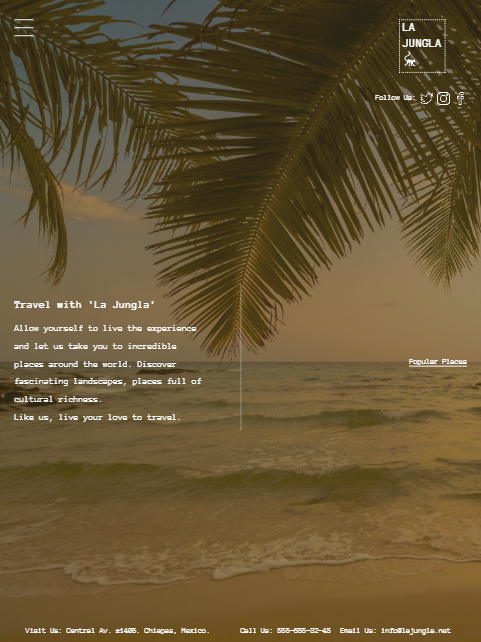 LA
JUNGLA
Follow Us:
Travel with 'La Jungla'
Allow yourself to live the experience
and let us take you to incredible
places around the world. Discover
fascinating landscapes, places full of
cultural richness.
Like us, live your love to travel.
Popular Places
Visit Us: Central Av. #1405. Chiapas, Mexico.
Call Us: 555-655-32-45 Email Us: info@lajungle.net